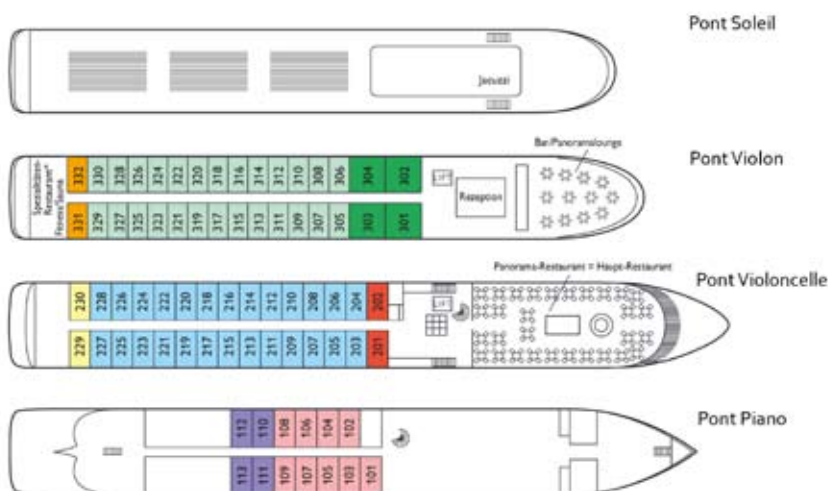 Pont Soleil
Jacuzzi
Bar/Panoramalounge
Pont Violon
Spezialitäten-
Restaurant*
Fitness/Sauna
332 330 328 326 324 322 320 318 316 314 312 310 308 306 304 302
LIFT
Rezeption
331 329 327 325 323 321 319 317 315 313 311 309 307 305 303 301
Panorama-Restaurant = Haupt-Restaurant
Pont Violoncelle
230 228 226 224 222 220 218 216 214 212 210 208 206 204 202
LIFT
229 227 225 223 221 219 217 215 213 211 209 207 205 203 201
Pont Piano
112 110 108 106 104 102
113 111 109 107 105 103 101